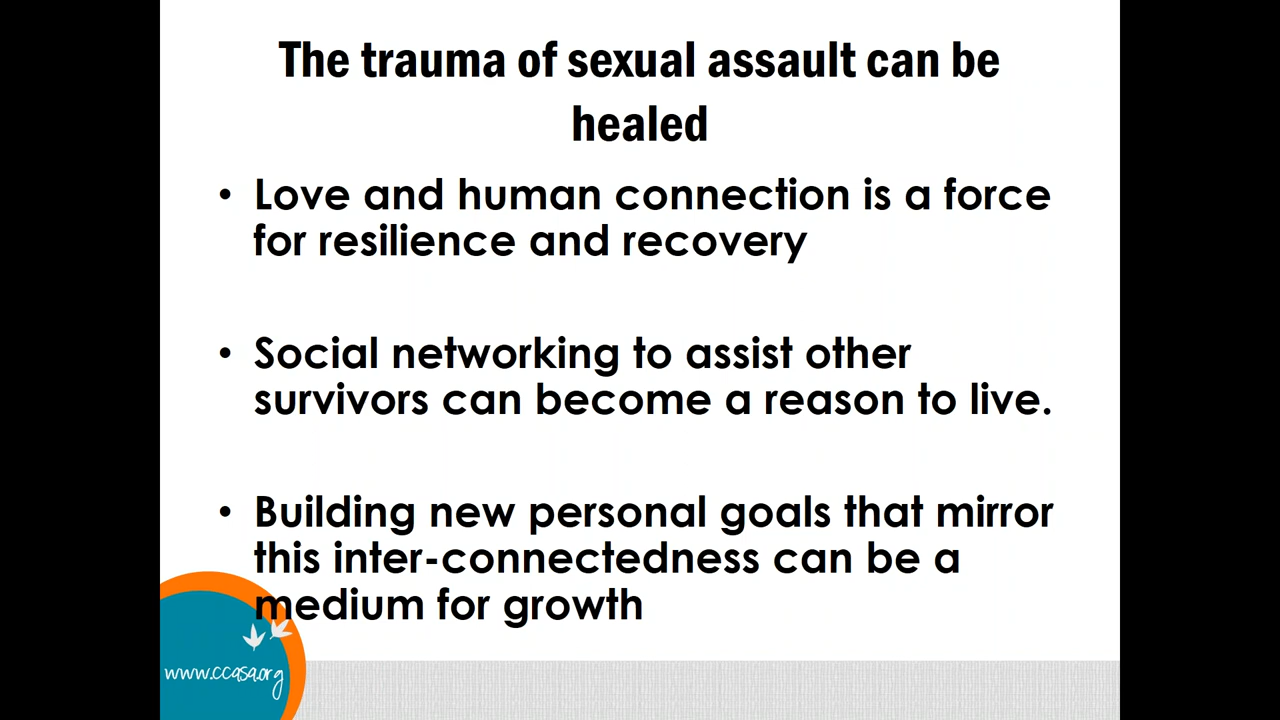 The trauma of sexual assault can be
healed
• Love and human connection is a force
for resilience and recovery
• Social networking to assist other
survivors can become a reason to live.
• Building new personal goals that mirror
this inter-connectedness can be a
medium for growth
www.ccasa.org